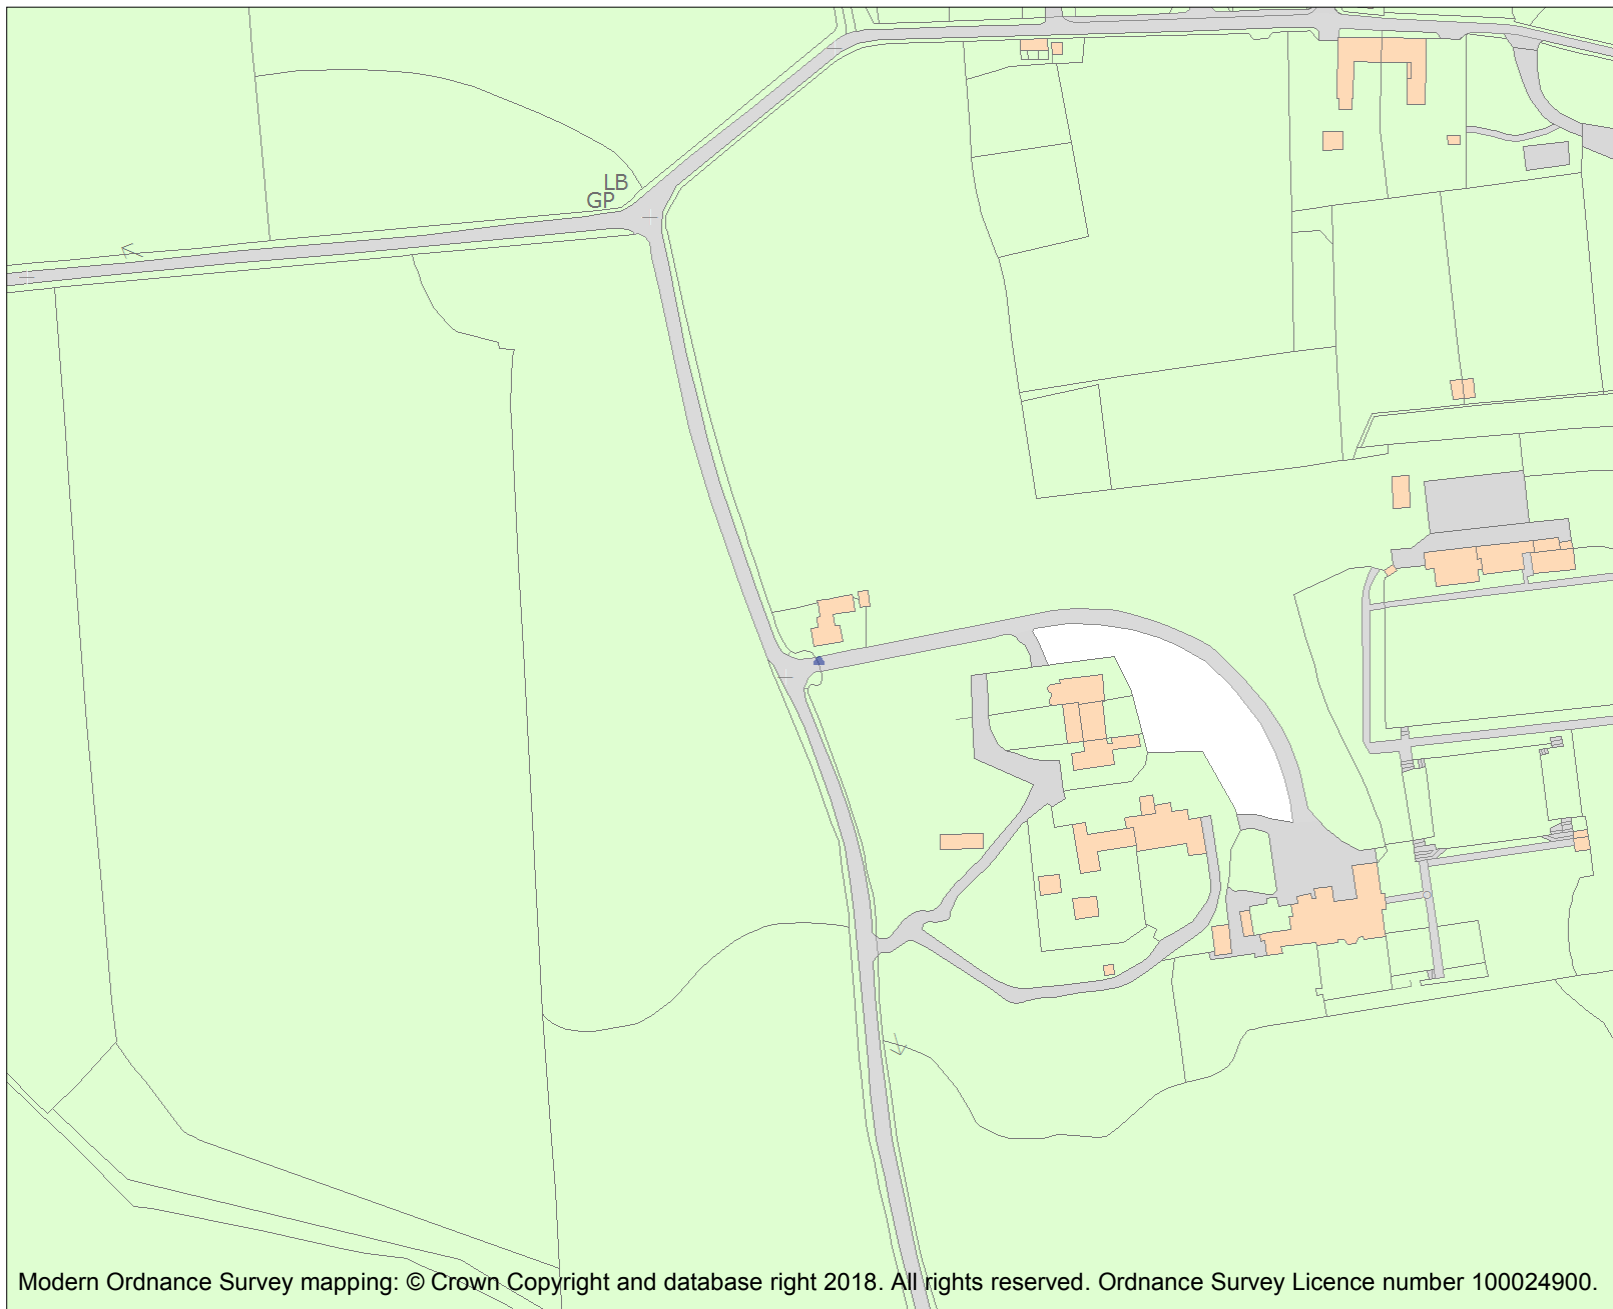 LB
GP
Modern Ordnance Survey mapping: © Crown Copyright and database right 2018. All rights reserved. Ordnance Survey Licence number 100024900.